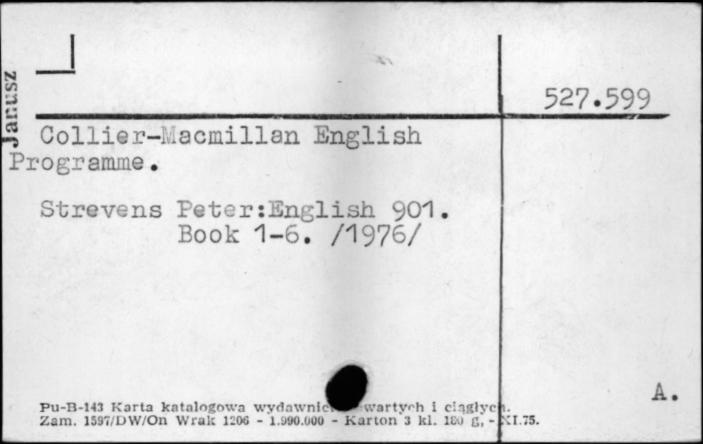 Janusz
527.599
Collier-Macmillan English
Programme.
Strevens Peter:English 901.
Book 1-6. /1976/
A.
Pu-B-143 Karta katalogowa wydawnic wartych i ciągłych.
Zam. 1597/DW/On Wrak 1206 - 1.990.000 - Karton 3 kl. 180 g, - XI.75.